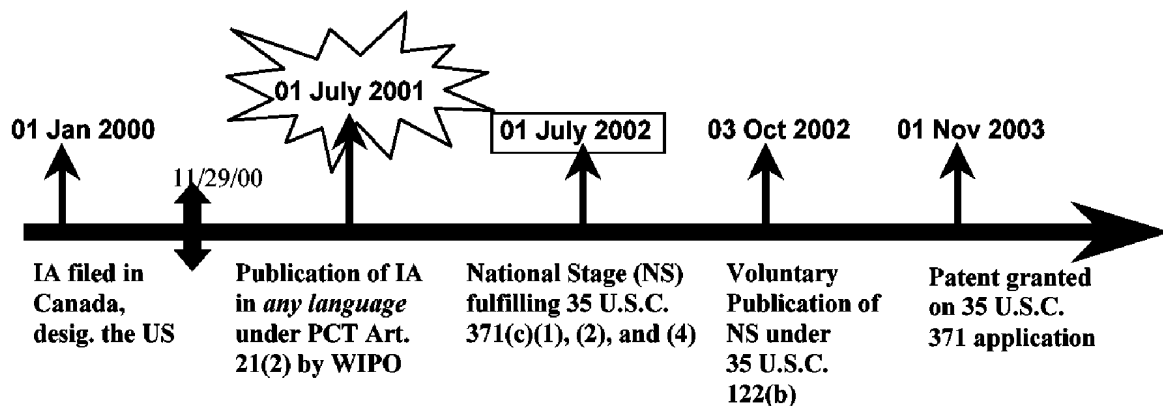 01 July 2001
01 Jan 2000
01 July 2002
03 Oct 2002
01 Nov 2003
11/29/00
IA filed in
Canada,
desig. the US
Publication of IA
in any language
under PCT Art.
21(2) by WIPO
National Stage (NS)
fulfilling 35 U.S.C.
371(c)(1), (2), and (4)
Voluntary
Publication of
NS under
35 U.S.C.
122(b)
Patent granted
on 35 U.S.C.
371 application